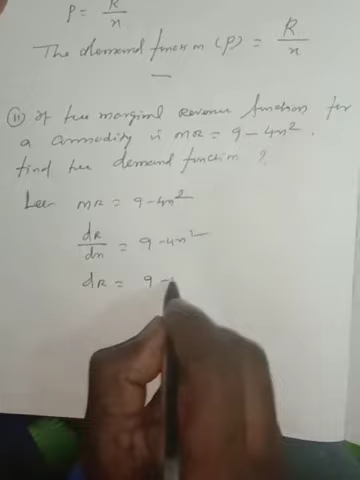 P = R/x
The demand function (P) = R/x
(11) If the marginal revenue function for
a commodity is MR = 9 - 4x²,
find the demand function ?
Let MR = 9 - 4x²
dR/dx = 9 - 4x²
dR = 9 -